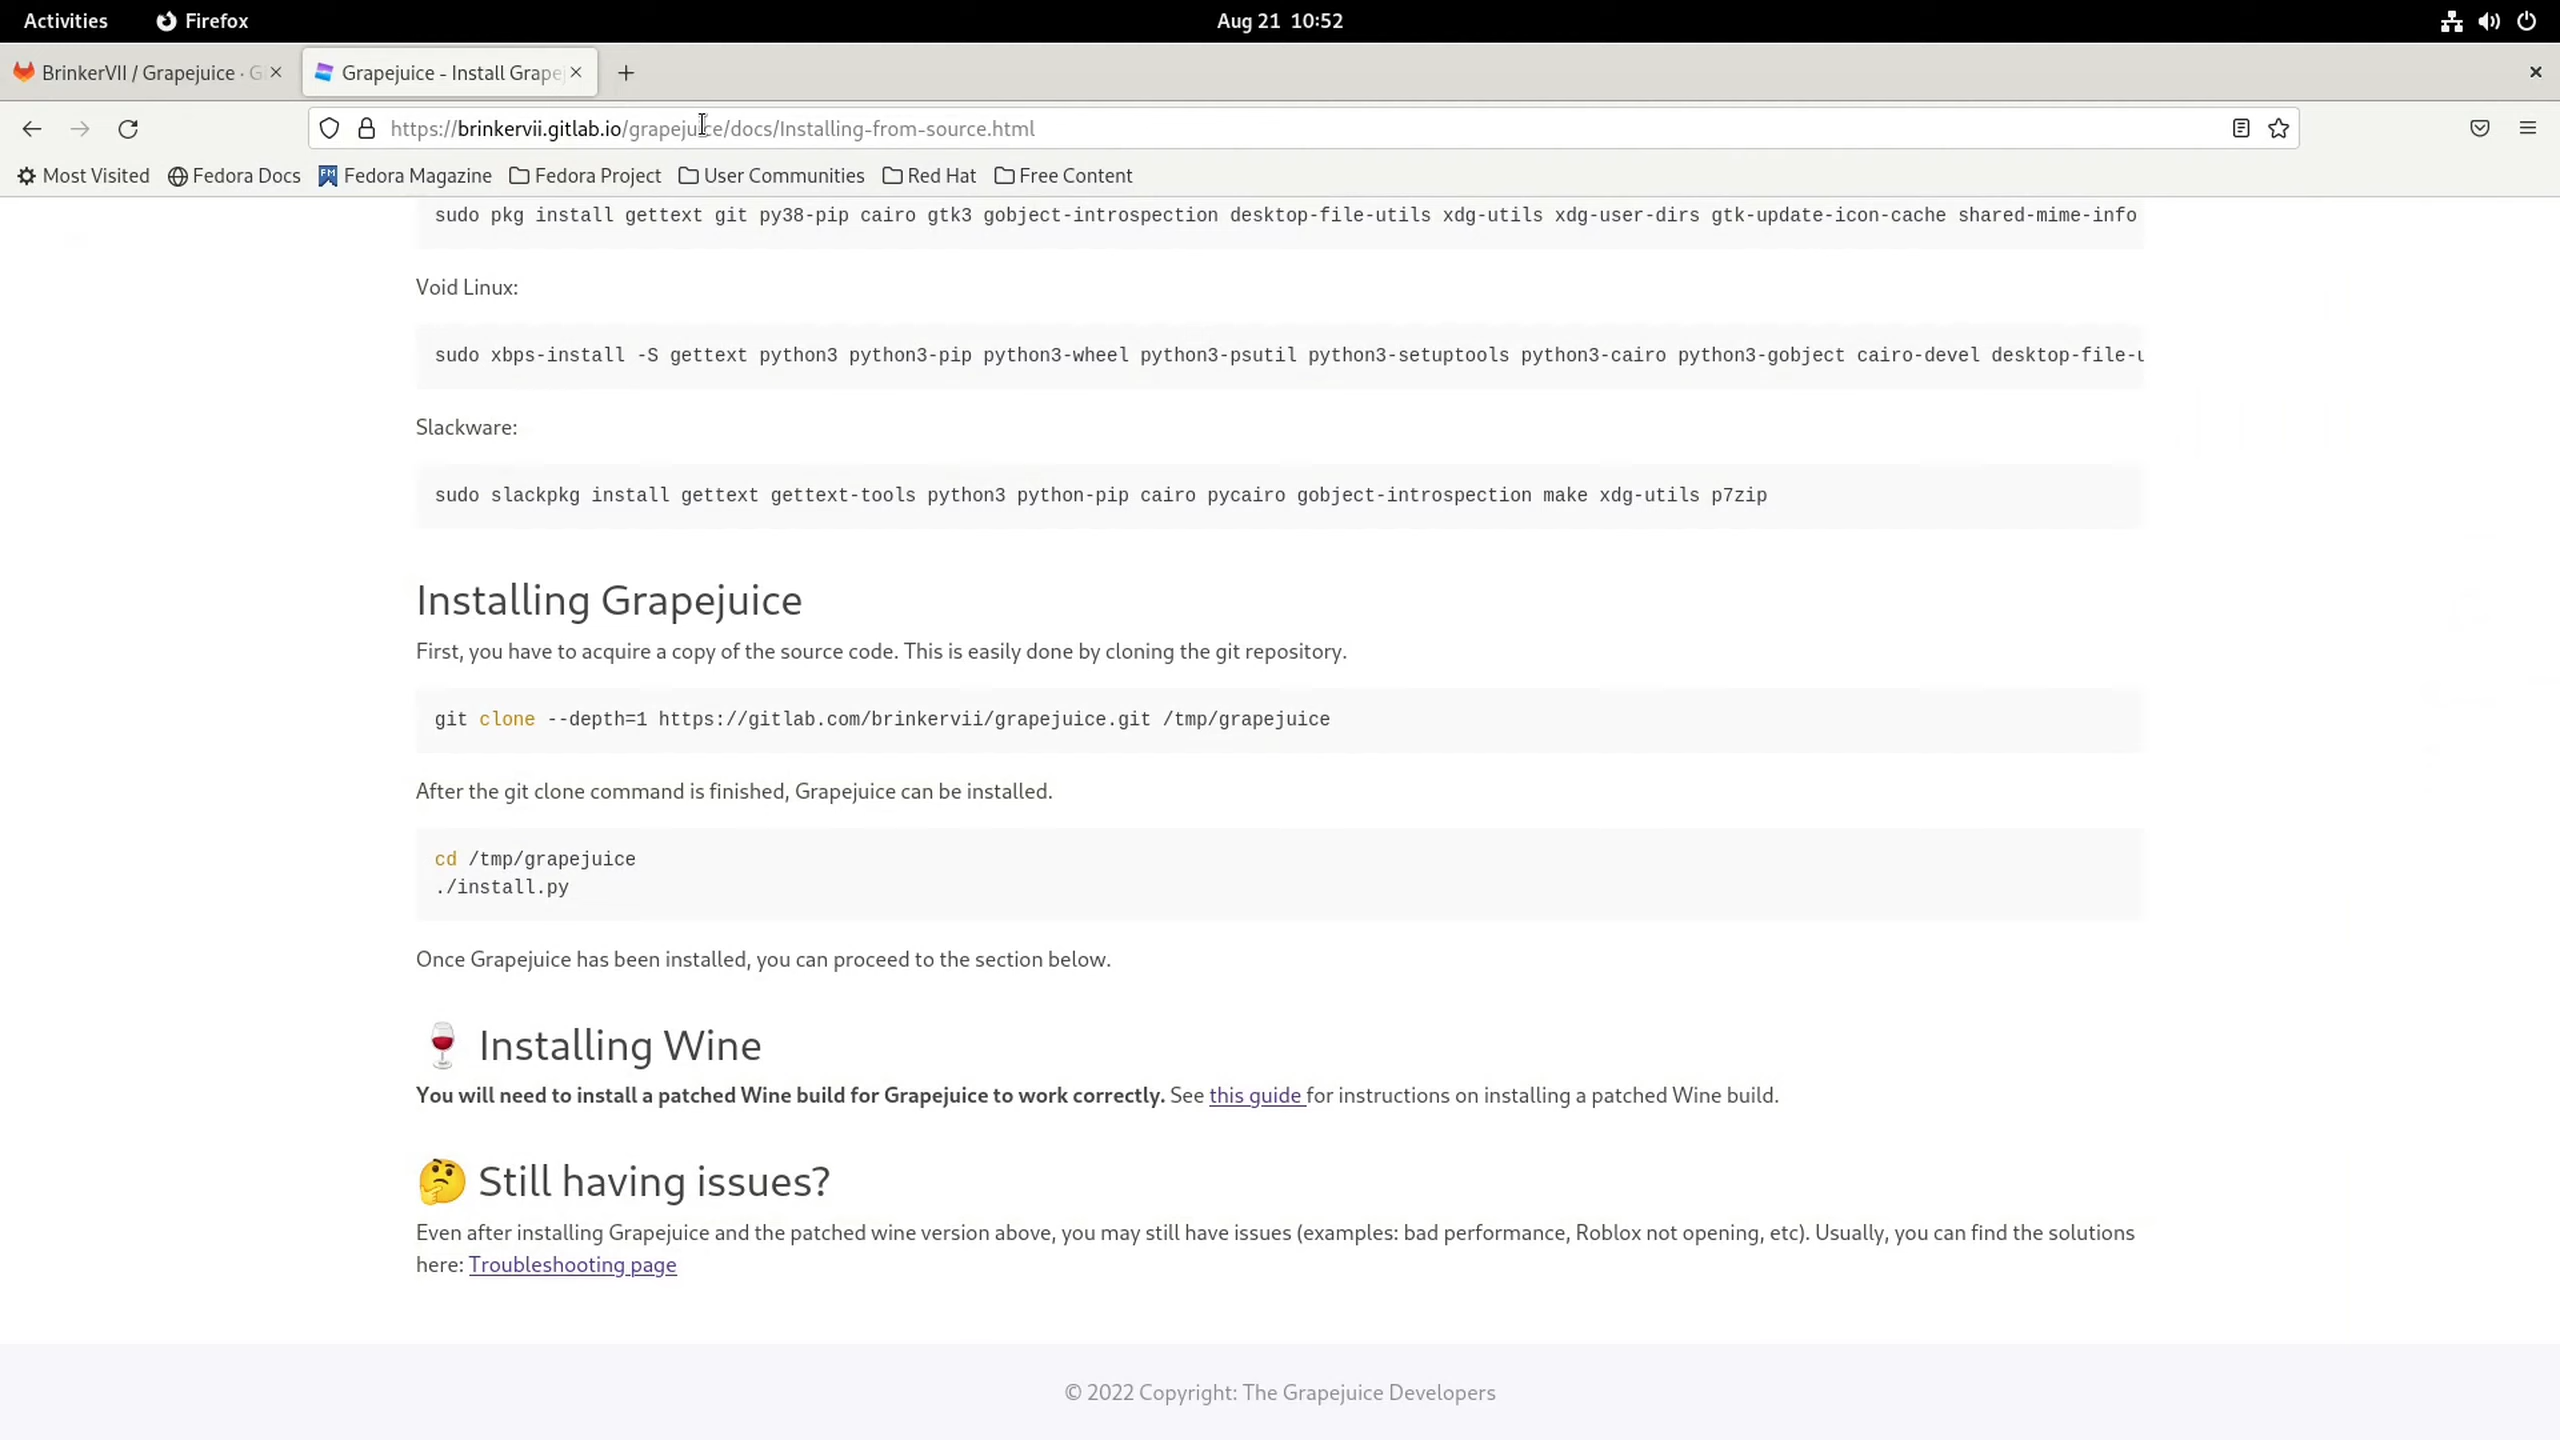 Activities Firefox Aug 21 10:52
BrinkerVII / Grapejuice · G Grapejuice - Install Grape
https://brinkervii.gitlab.io/grapejuice/docs/Installing-from-source.html
Most Visited Fedora Docs Fedora Magazine Fedora Project User Communities Red Hat Free Content
sudo pkg install gettext git py38-pip cairo gtk3 gobject-introspection desktop-file-utils xdg-utils xdg-user-dirs gtk-update-icon-cache shared-mime-info
Void Linux:
sudo xbps-install -S gettext python3 python3-pip python3-wheel python3-psutil python3-setuptools python3-cairo python3-gobject cairo-devel desktop-file-u
Slackware:
sudo slackpkg install gettext gettext-tools python3 python-pip cairo pycairo gobject-introspection make xdg-utils p7zip
Installing Grapejuice
First, you have to acquire a copy of the source code. This is easily done by cloning the git repository.
git clone --depth=1 https://gitlab.com/brinkervii/grapejuice.git /tmp/grapejuice
After the git clone command is finished, Grapejuice can be installed.
cd /tmp/grapejuice
./install.py
Once Grapejuice has been installed, you can proceed to the section below.
🍷 Installing Wine
You will need to install a patched Wine build for Grapejuice to work correctly. See this guide for instructions on installing a patched Wine build.
🤔 Still having issues?
Even after installing Grapejuice and the patched wine version above, you may still have issues (examples: bad performance, Roblox not opening, etc). Usually, you can find the solutions
here: Troubleshooting page
© 2022 Copyright: The Grapejuice Developers